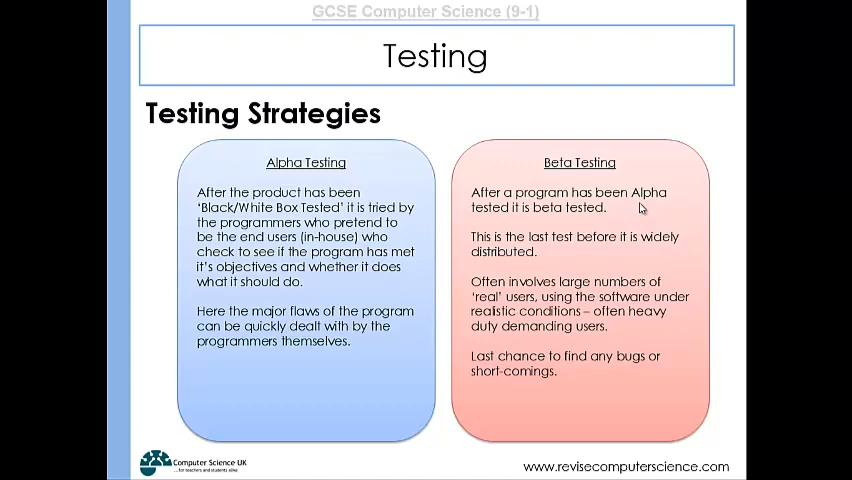 GCSE Computer Science (9-1)
Testing
Testing Strategies
Alpha Testing
After the product has been
‘Black/White Box Tested’ it is tried by
the programmers who pretend to
be the end users (in-house) who
check to see if the program has met
it’s objectives and whether it does
what it should do.
Here the major flaws of the program
can be quickly dealt with by the
programmers themselves.
Beta Testing
After a program has been Alpha
tested it is beta tested.
This is the last test before it is widely
distributed.
Often involves large numbers of
‘real’ users, using the software under
realistic conditions – often heavy
duty demanding users.
Last chance to find any bugs or
short-comings.
Computer Science UK
...for teachers and students alike
www.revisecomputerscience.com